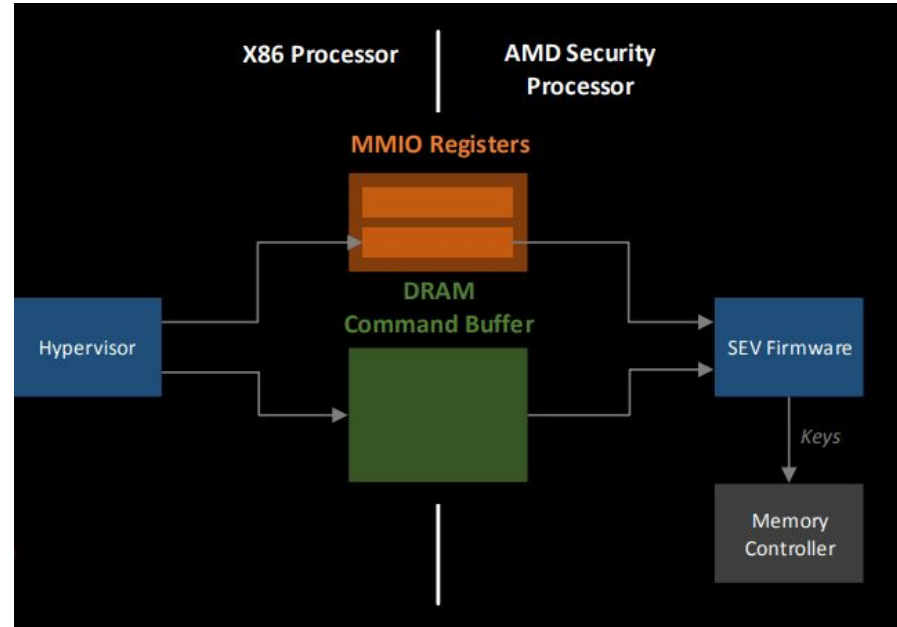 X86 Processor
AMD Security
Processor
MMIO Registers
DRAM
Command Buffer
Hypervisor
SEV Firmware
Keys
Memory
Controller